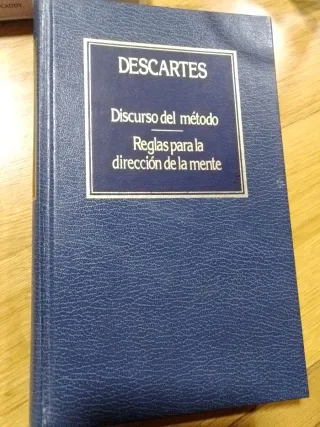 DESCARTES
Discurso del método
Reglas para la
dirección de la mente